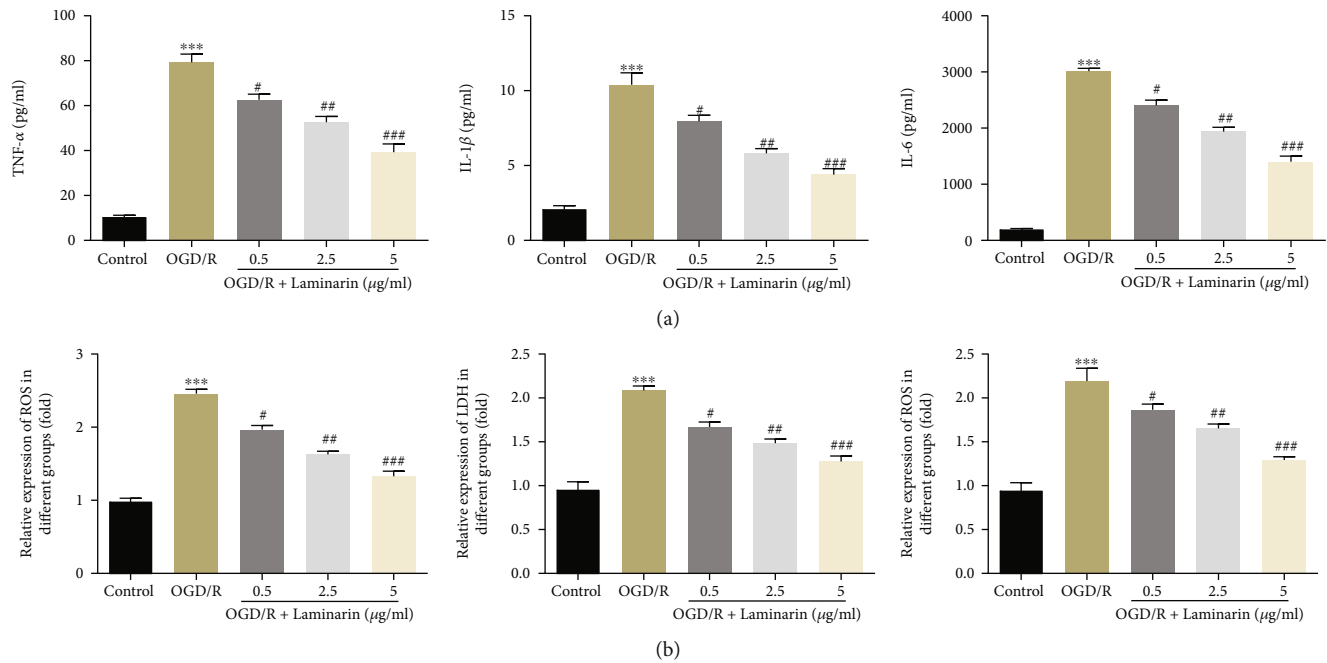 TNF-α (pg/ml)
100
80
60
40
20
0
***
#
##
###
Control
OGD/R
0.5
2.5
5
OGD/R + Laminarin (μg/ml)
IL-1β (pg/ml)
15
10
5
0
***
#
##
###
Control
OGD/R
0.5
2.5
5
OGD/R + Laminarin (μg/ml)
IL-6 (pg/ml)
4000
3000
2000
1000
0
***
#
##
###
Control
OGD/R
0.5
2.5
5
OGD/R + Laminarin (μg/ml)
(a)
Relative expression of ROS in
different groups (fold)
3
2
1
0
***
#
##
###
Control
OGD/R
0.5
2.5
5
OGD/R + Laminarin (μg/ml)
Relative expression of LDH in
different groups (fold)
2.5
2.0
1.5
1.0
0.5
0.0
***
#
##
###
Control
OGD/R
0.5
2.5
5
OGD/R + Laminarin (μg/ml)
Relative expression of ROS in
different groups (fold)
2.5
2.0
1.5
1.0
0.5
0.0
***
#
##
###
Control
OGD/R
0.5
2.5
5
OGD/R + Laminarin (μg/ml)
(b)